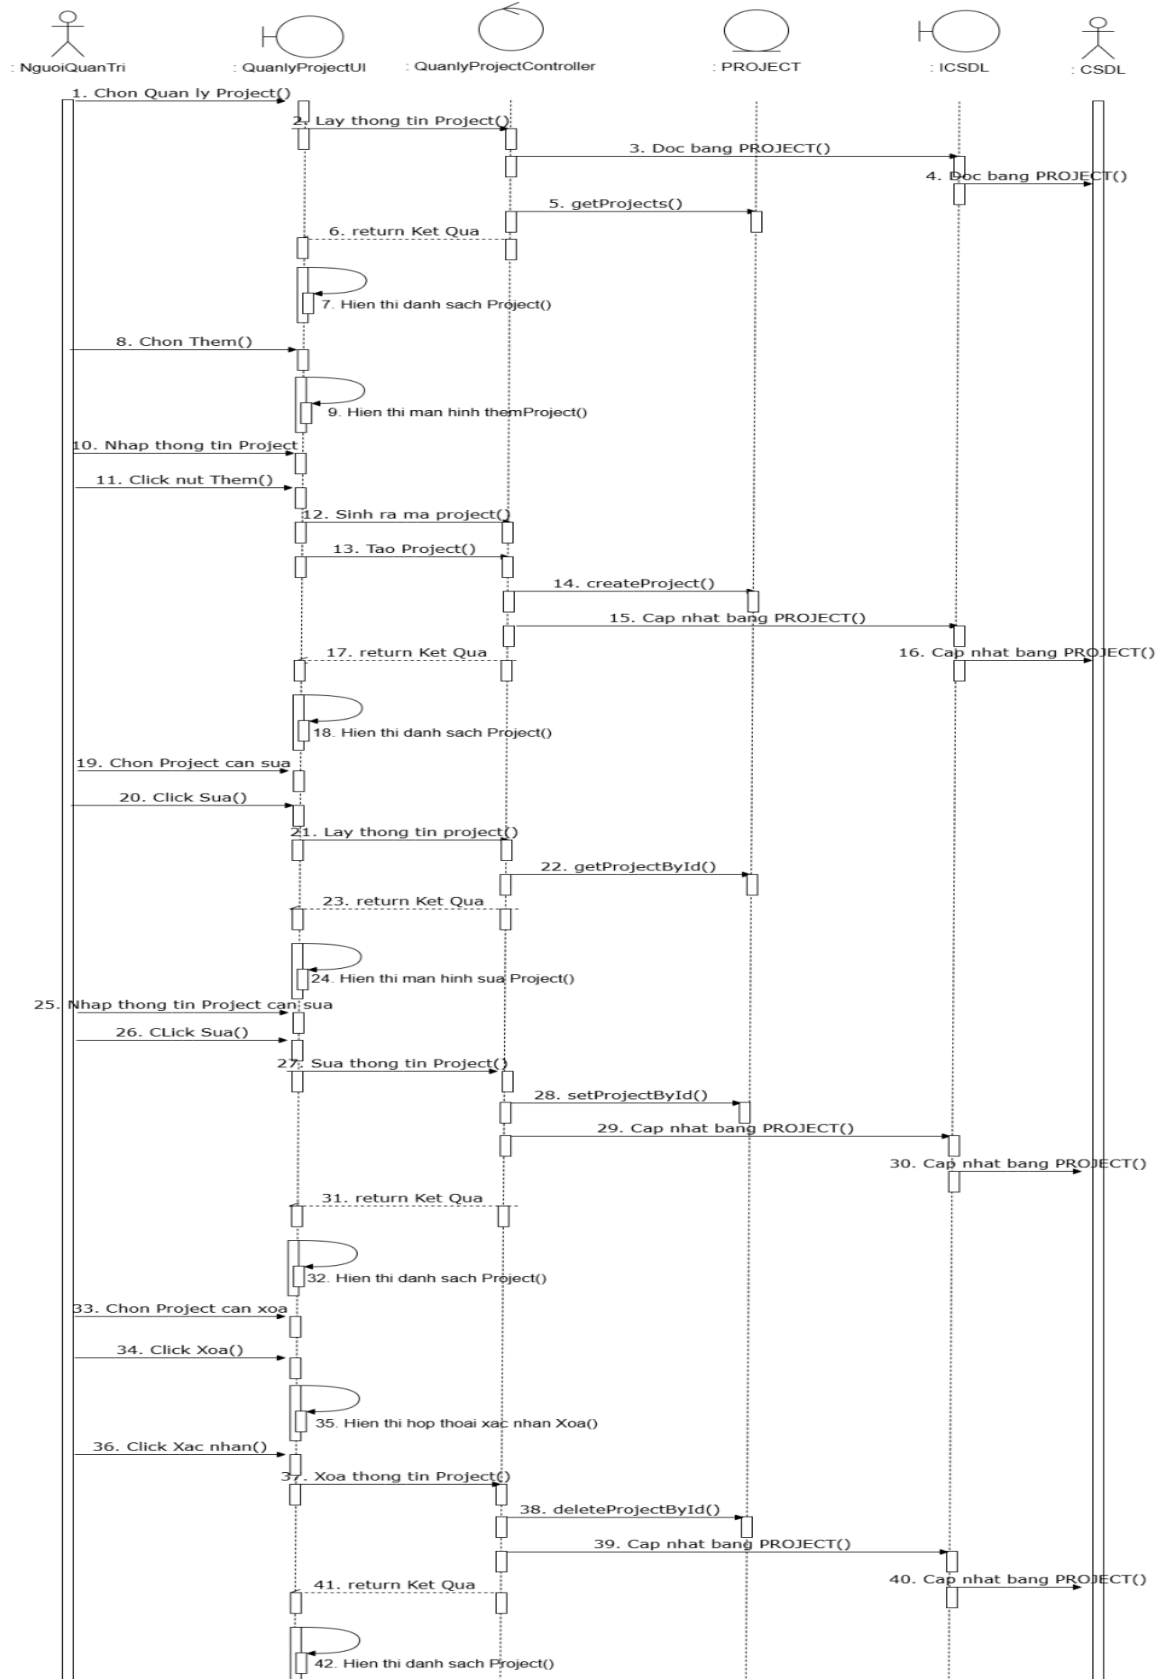 : NguoiQuanTri
: QuanlyProjectUI
: QuanlyProjectController
: PROJECT
: ICSDL
: CSDL
1. Chon Quan ly Project()
2. Lay thong tin Project()
3. Doc bang PROJECT()
4. Doc bang PROJECT()
5. getProjects()
6. return Ket Qua
7. Hien thi danh sach Project()
8. Chon Them()
9. Hien thi man hinh themProject()
10. Nhap thong tin Project
11. Click nut Them()
12. Sinh ra ma project()
13. Tao Project()
14. createProject()
15. Cap nhat bang PROJECT()
17. return Ket Qua
16. Cap nhat bang PROJECT()
18. Hien thi danh sach Project()
19. Chon Project can sua
20. Click Sua()
21. Lay thong tin project()
22. getProjectById()
23. return Ket Qua
24. Hien thi man hinh sua Project()
25. Nhap thong tin Project can sua
26. CLick Sua()
27. Sua thong tin Project()
28. setProjectById()
29. Cap nhat bang PROJECT()
30. Cap nhat bang PROJECT()
31. return Ket Qua
32. Hien thi danh sach Project()
33. Chon Project can xoa
34. Click Xoa()
35. Hien thi hop thoai xac nhan Xoa()
36. Click Xac nhan()
37. Xoa thong tin Project()
38. deleteProjectById()
39. Cap nhat bang PROJECT()
40. Cap nhat bang PROJECT()
41. return Ket Qua
42. Hien thi danh sach Project()